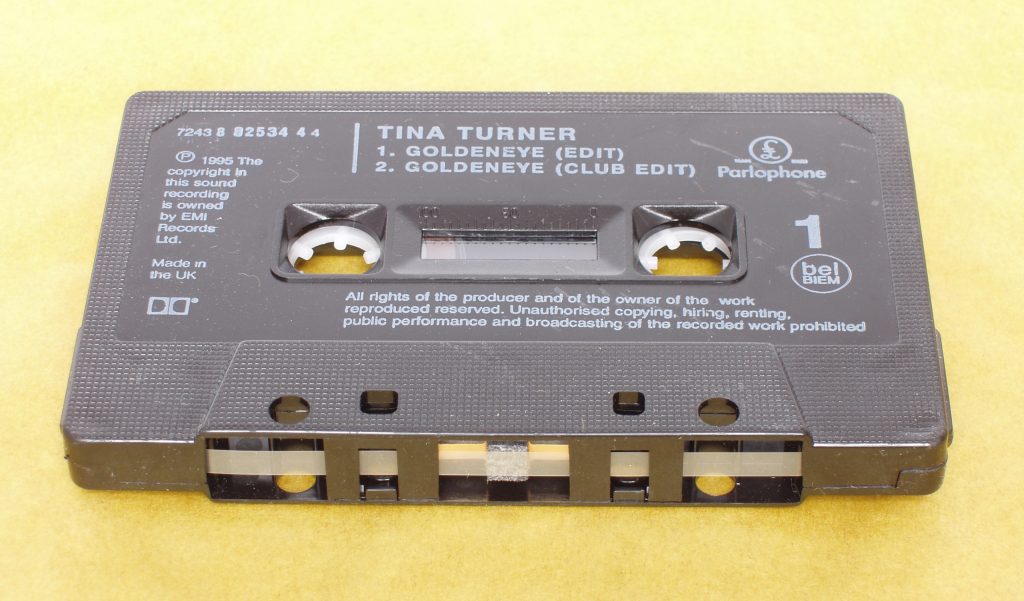 7243 8 82534 4 4
℗ 1995 The
copyright in
this sound
recording
is owned
by EMI
Records
Ltd.
Made in
the UK
TINA TURNER
1. GOLDENEYE (EDIT)
2. GOLDENEYE (CLUB EDIT)
£
Parlophone
100 50 0
1
bel
BIEM
All rights of the producer and of the owner of the work
reproduced reserved. Unauthorised copying, hiring, renting,
public performance and broadcasting of the recorded work prohibited